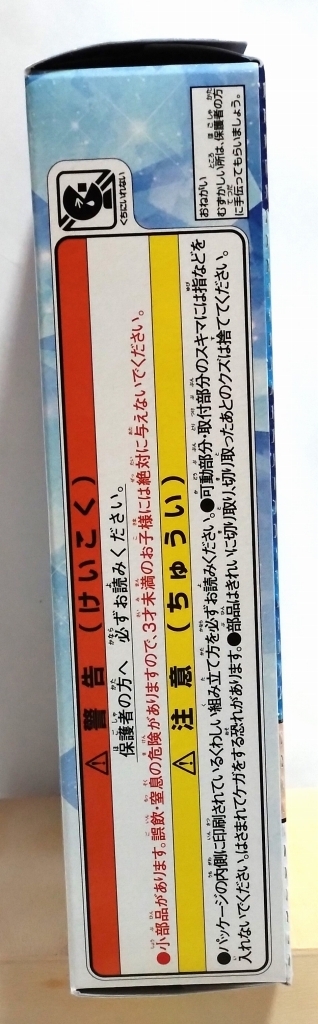 くちにいれない
おねがい
むずかしい所は、保護者の方
に手伝ってもらいましょう。
⚠警告(けいこく)
保護者の方へ 必ずお読みください。
●小部品があります。誤飲・窒息の危険がありますので、3才未満のお子様には絶対に与えないでください。
⚠注意(ちゅうい)
●パッケージの内側に印刷されているくわしい組み立て方を必ずお読みください。●可動部分・取付部分のスキマには指などを
入れないでください。はさまれてケガをする恐れがあります。●部品はきれいに切り取り、切り取ったあとのクズは捨ててください。